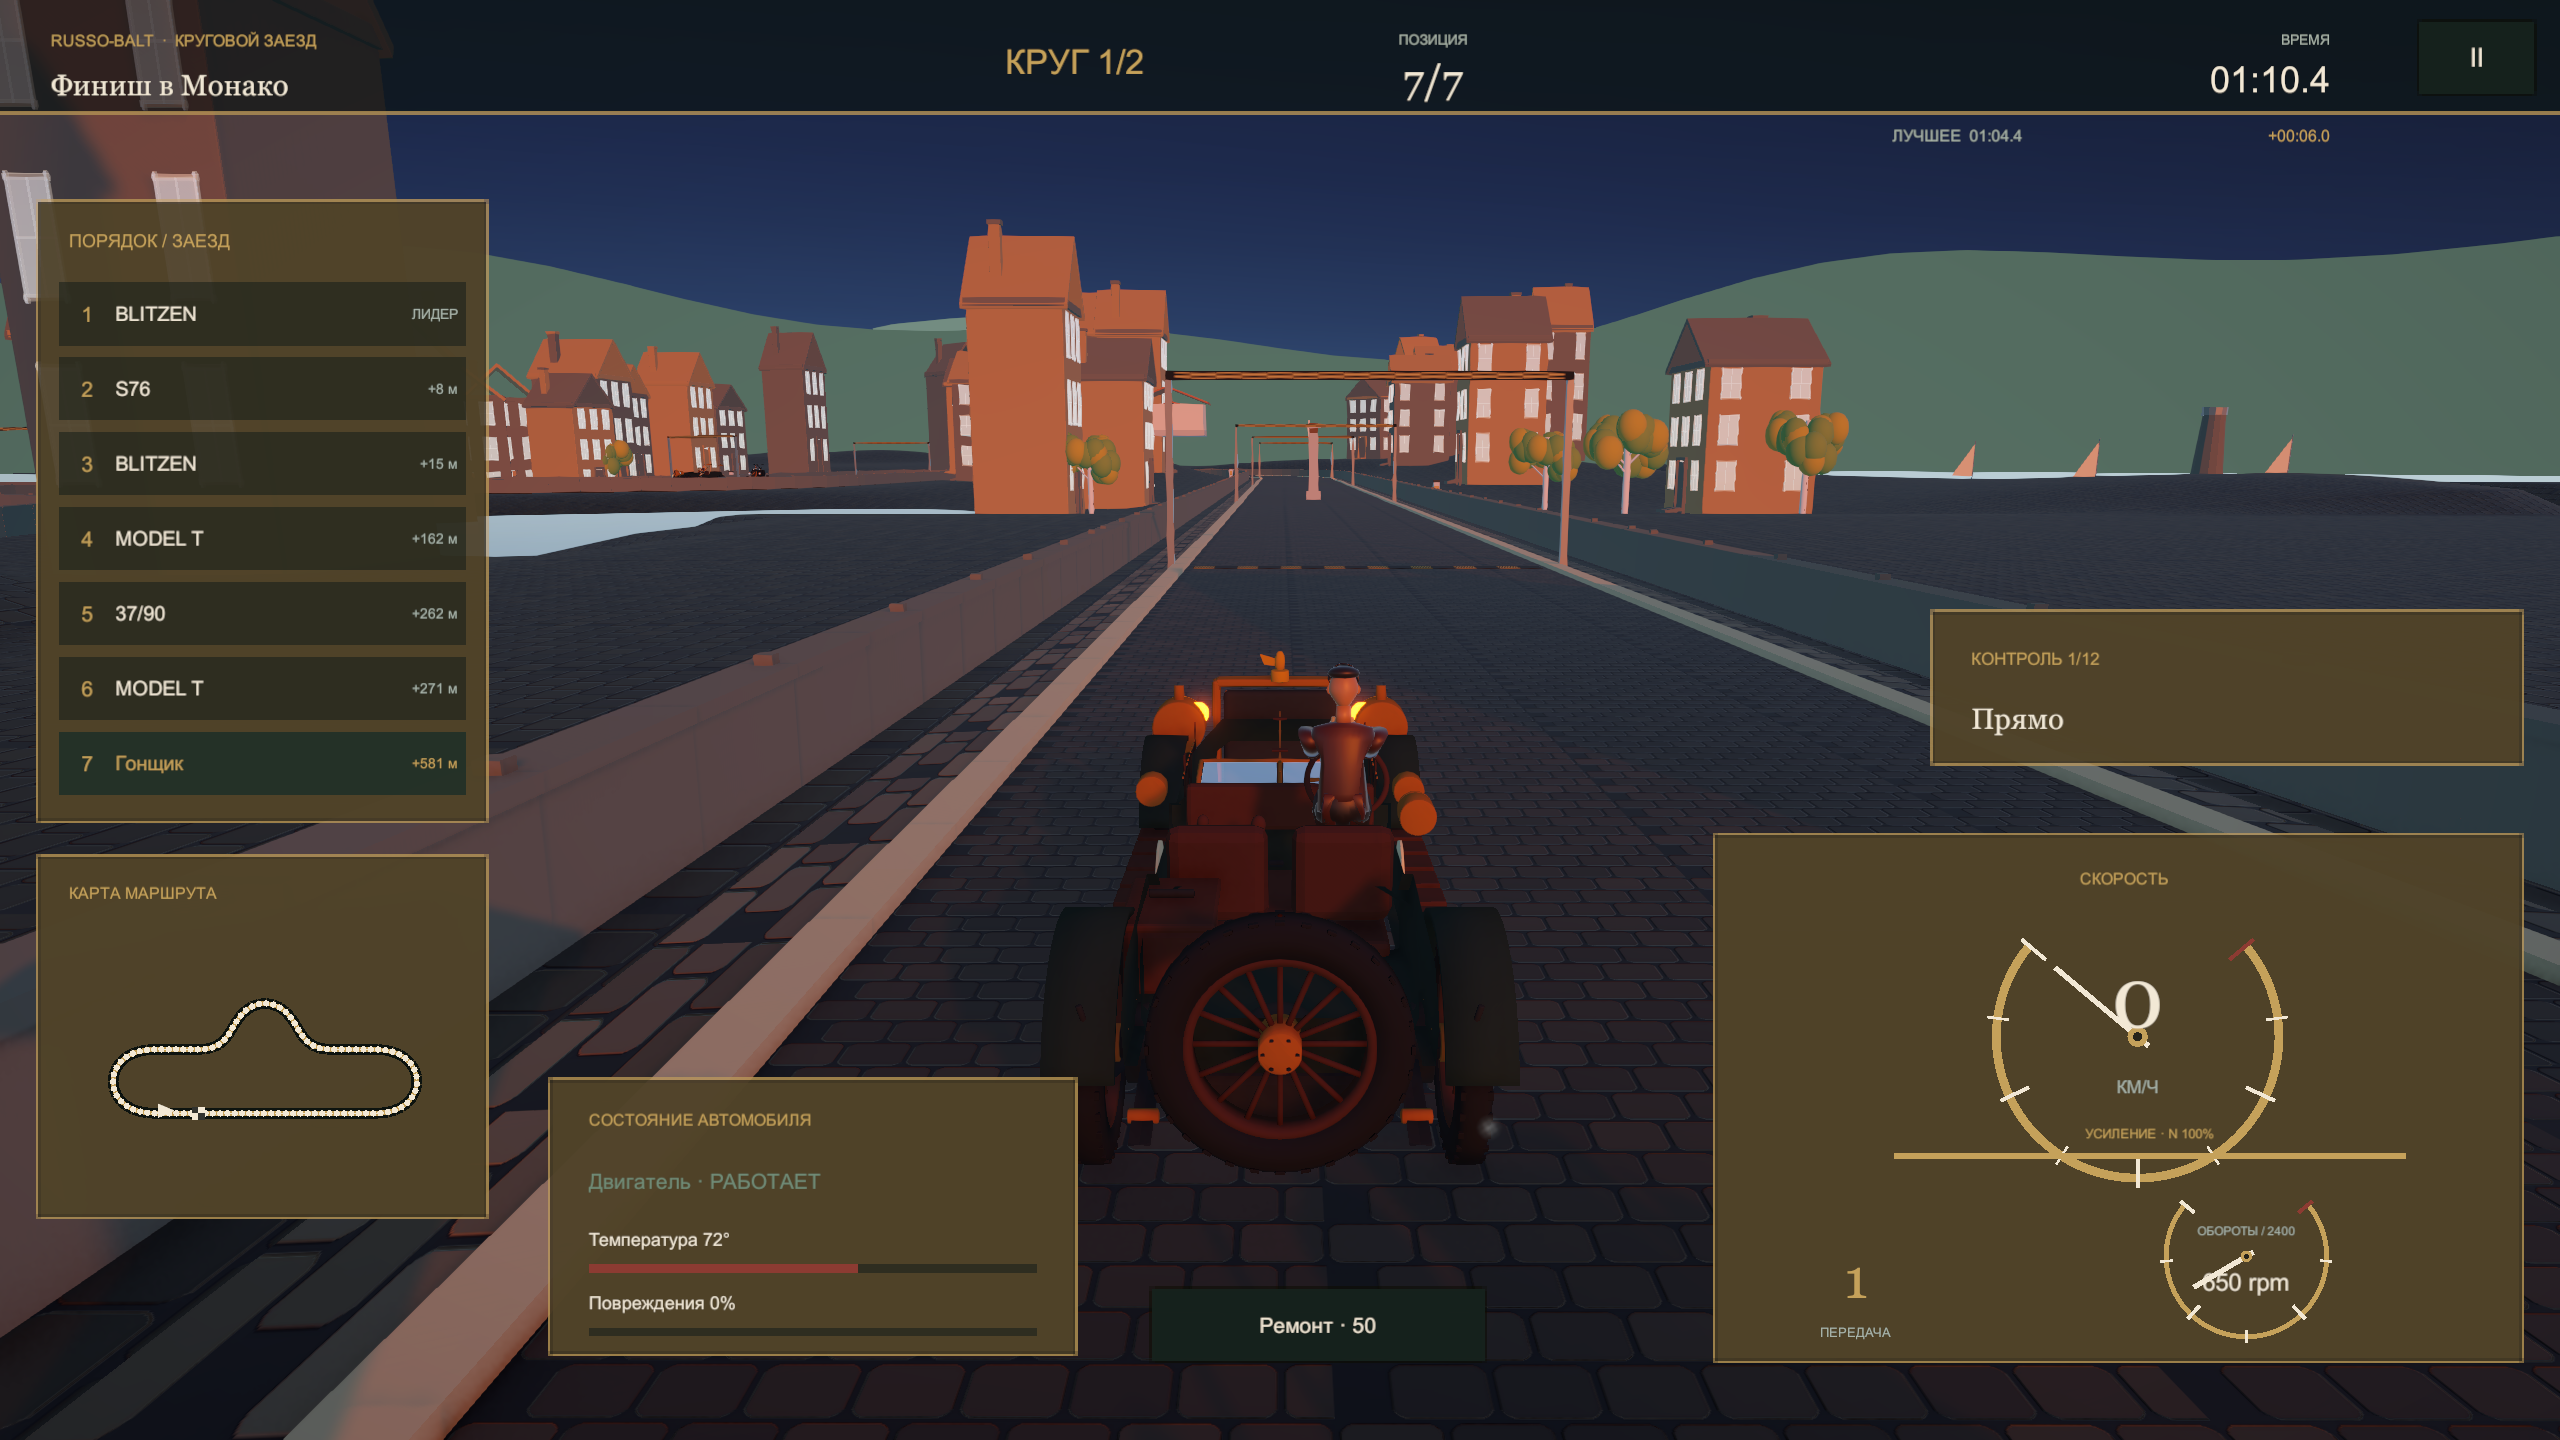 RUSSO-BALT · КРУГОВОЙ ЗАЕЗД
Финиш в Монако
КРУГ 1/2
ПОЗИЦИЯ
7/7
ВРЕМЯ
01:10.4
II
ЛУЧШЕЕ 01:04.4
+00:06.0
ПОРЯДОК / ЗАЕЗД
1 BLITZEN ЛИДЕР
2 S76 +8 м
3 BLITZEN +15 м
4 MODEL T +162 м
5 37/90 +262 м
6 MODEL T +271 м
7 Гонщик +581 м
КОНТРОЛЬ 1/12
Прямо
КАРТА МАРШРУТА
СОСТОЯНИЕ АВТОМОБИЛЯ
Двигатель · РАБОТАЕТ
Температура 72°
Повреждения 0%
Ремонт · 50
СКОРОСТЬ
0
КМ/Ч
УСИЛЕНИЕ · N 100%
ОБОРОТЫ / 2400
650 rpm
1
ПЕРЕДАЧА